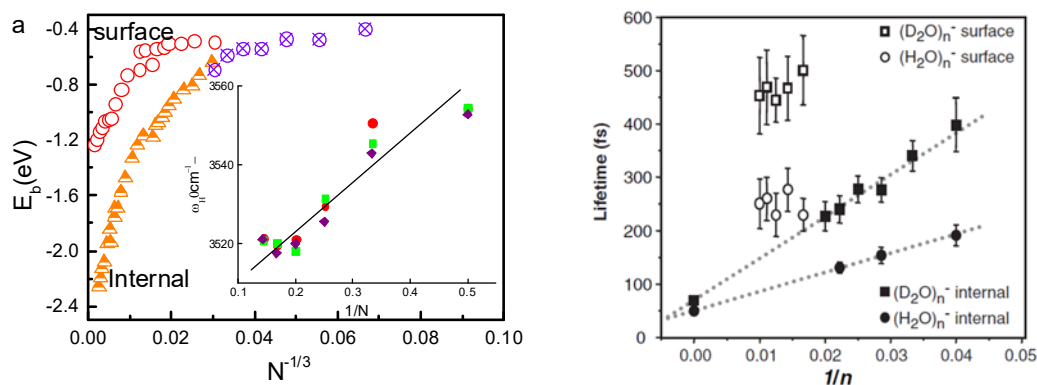 a
surface
Internal
E_b(eV)
-0.4
-0.8
-1.2
-1.6
-2.0
-2.4
0.00 0.02 0.04 0.06 0.08 0.10
N^-1/3
3560
3540
3520
0.1 0.2 0.3 0.4 0.5
1/N
(D₂O)ₙ⁻ surface
(H₂O)ₙ⁻ surface
(D₂O)ₙ⁻ internal
(H₂O)ₙ⁻ internal
Lifetime (fs)
600
500
400
300
200
100
0
0.00 0.01 0.02 0.03 0.04 0.05
1/n